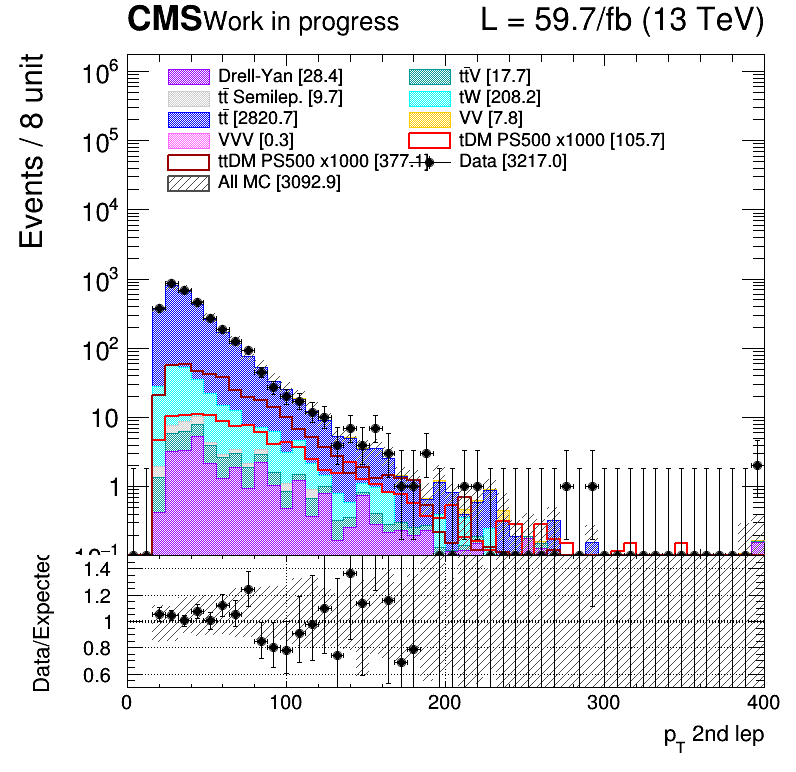 CMS Work in progress L = 59.7/fb (13 TeV)
Events / 8 unit
10⁶
10⁵
10⁴
10³
10²
10
1
10⁻¹
Drell-Yan [28.4] tt̄V [17.7]
tt̄ Semilep. [9.7] tW [208.2]
tt̄ [2820.7] VV [7.8]
VVV [0.3] tDM PS500 x1000 [105.7]
ttDM PS500 x1000 [377.1] Data [3217.0]
All MC [3092.9]
Data/Expected
1.4
1.2
1
0.8
0.6
0 100 200 300 400
p_T 2nd lep